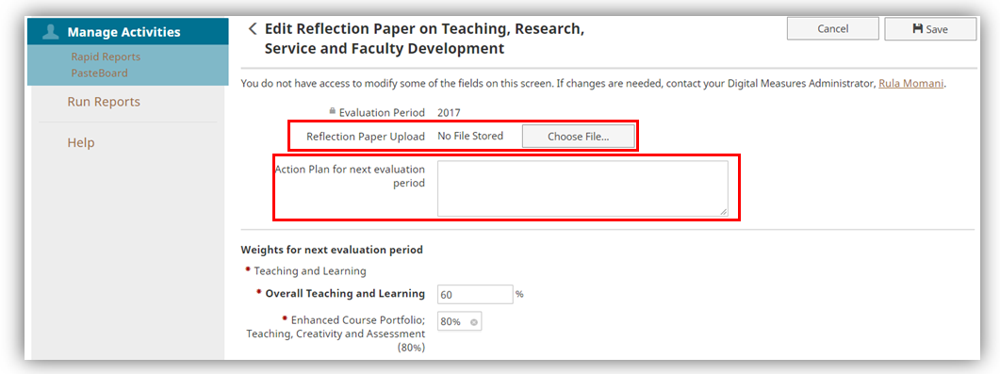 Manage Activities
Rapid Reports
PasteBoard
Run Reports
Help
Edit Reflection Paper on Teaching, Research,
Service and Faculty Development
Cancel
Save
You do not have access to modify some of the fields on this screen. If changes are needed, contact your Digital Measures Administrator, Rula Momani.
Evaluation Period 2017
Reflection Paper Upload No File Stored Choose File...
Action Plan for next evaluation
period
Weights for next evaluation period
* Teaching and Learning
* Overall Teaching and Learning 60 %
* Enhanced Course Portfolio; 80%
Teaching, Creativity and Assessment
(80%)